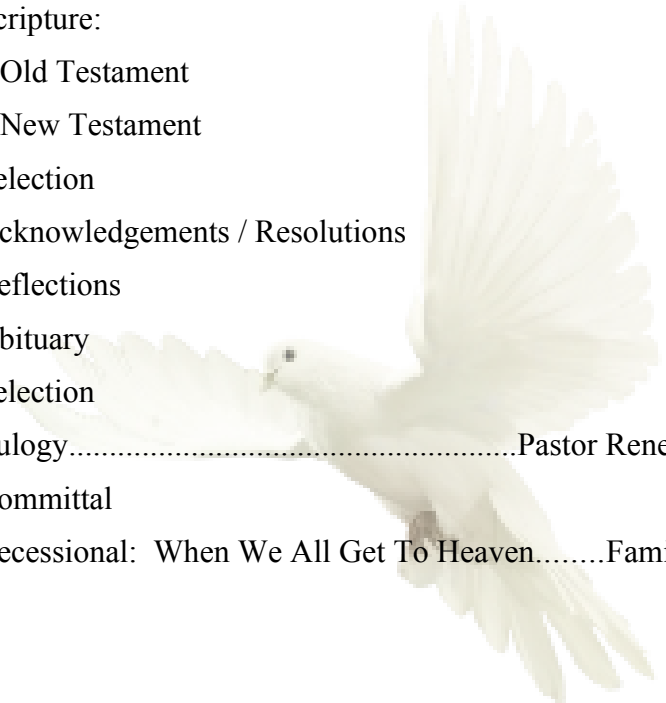 cripture:
Old Testament
New Testament
election
cknowledgements / Resolutions
eflections
bituary
election
ulogy......................................................Pastor Rene
ommittal
ecessional:  When We All Get To Heaven........Fami